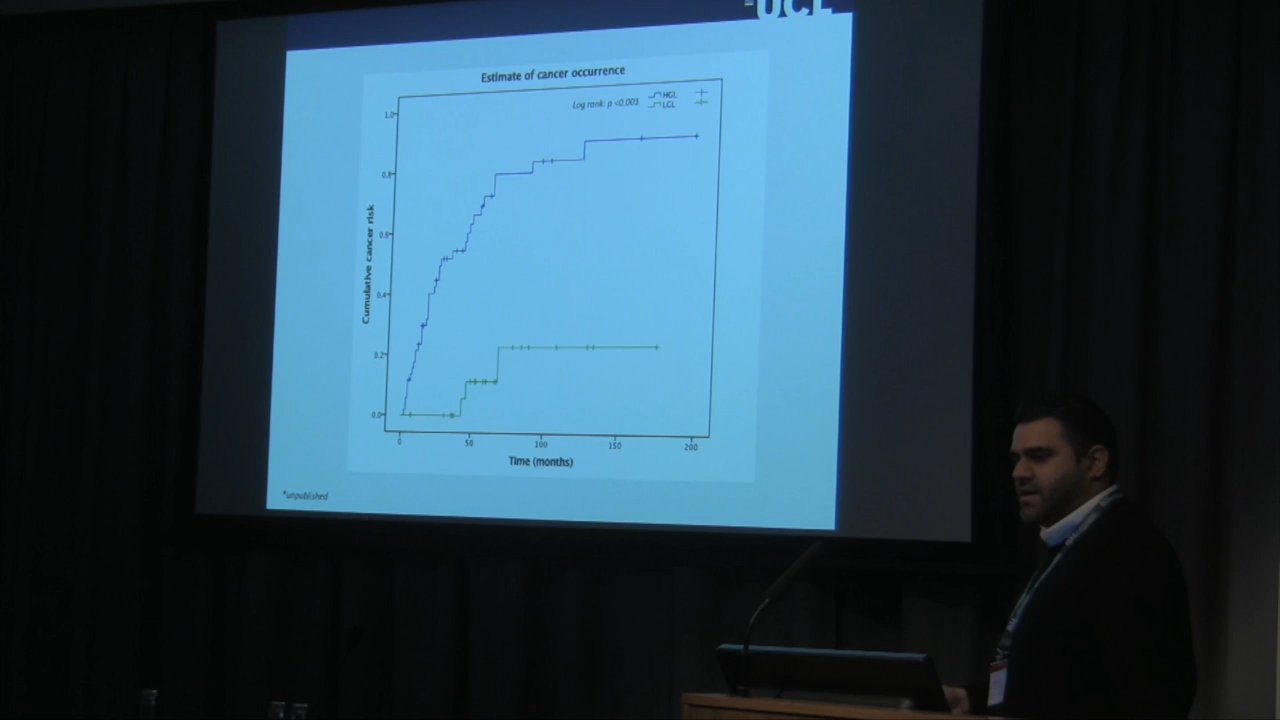 UCL
Estimate of cancer occurrence
Log rank: p <0.001
HGL
LGL
1.0
0.8
0.6
0.4
0.2
0.0
Cumulative cancer risk
0 50 100 150 200
Time (months)
*unpublished